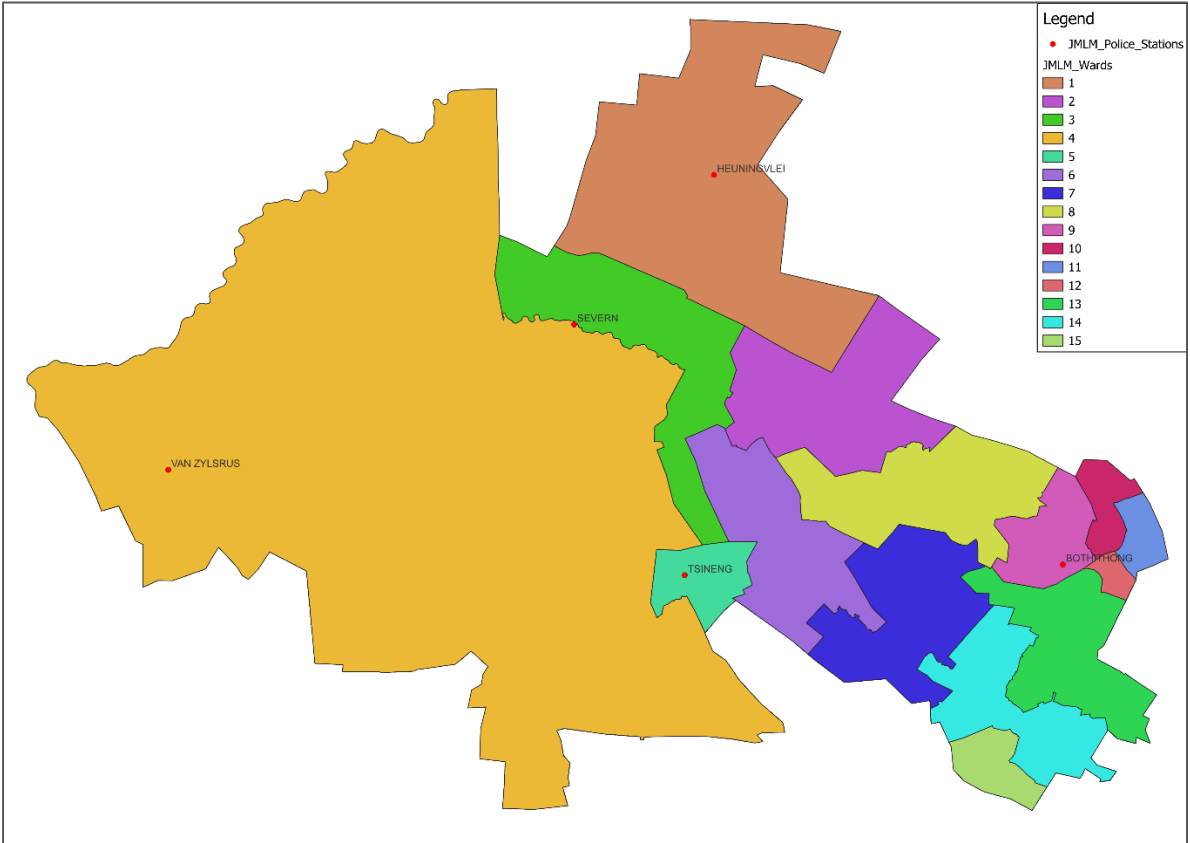 Legend
JMLM_Police_Stations
JMLM_Wards
1
2
3
4
5
6
7
8
9
10
11
12
13
14
15
HEUNINGVLEI
SEVERN
VAN ZYLSRUS
BOTHITHONG
TSINENG